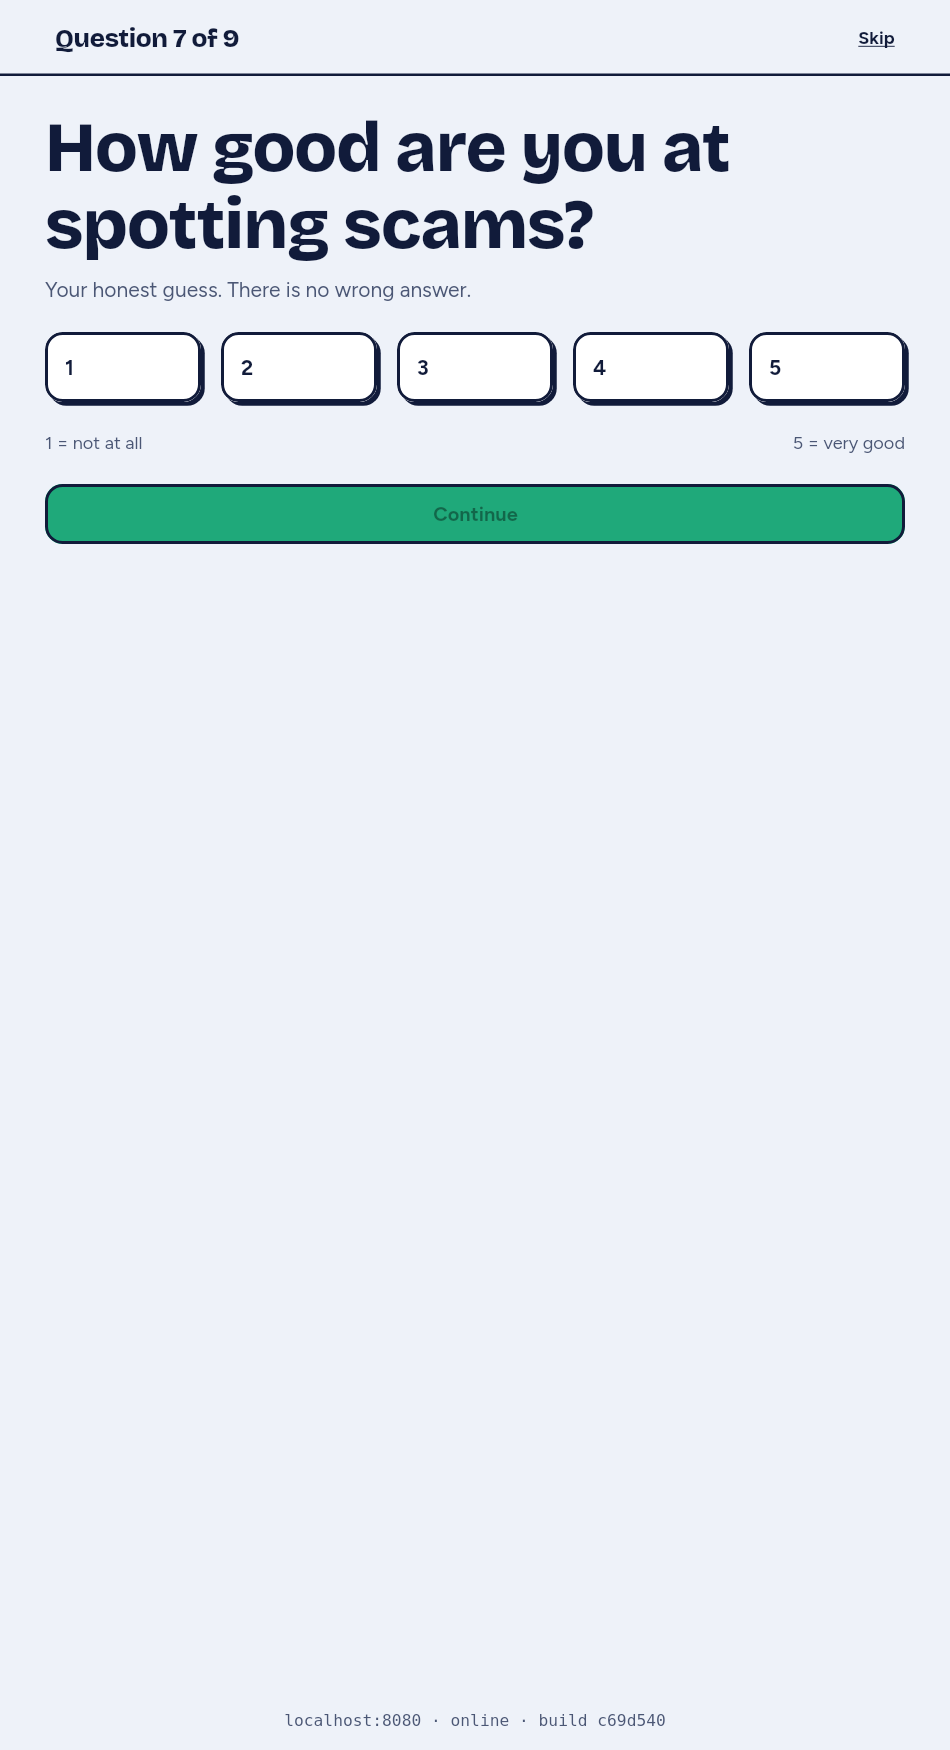 Question 7 of 9
Skip
How good are you at
spotting scams?
Your honest guess. There is no wrong answer.
1
2
3
4
5
1 = not at all
5 = very good
Continue
localhost:8080 · online · build c69d540